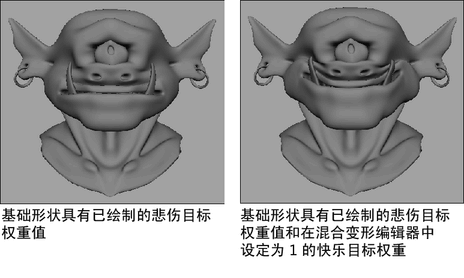 基础形状具有已绘制的悲伤目标
权重值
基础形状具有已绘制的悲伤目标
权重值和在混合变形编辑器中
设定为 1 的快乐目标权重